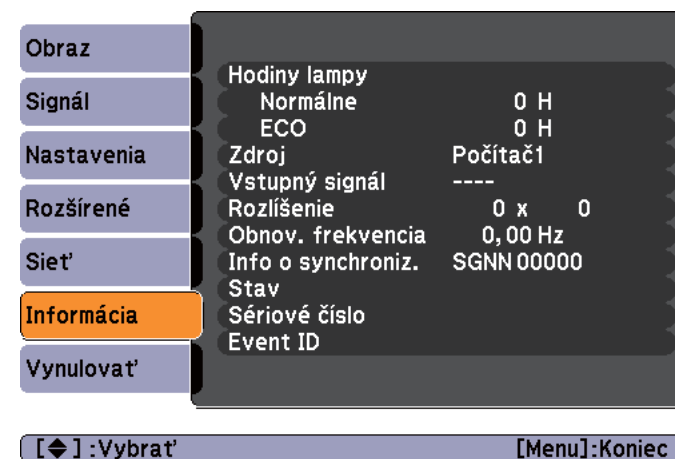 Obraz
Signál
Nastavenia
Rozšírené
Sieť
Informácia
Vynulovať
Hodiny lampy
Normálne 0 H
ECO 0 H
Zdroj Počítač1
Vstupný signál ----
Rozlíšenie 0 x 0
Obnov. frekvencia 0,00 Hz
Info o synchroniz. SGNN 00000
Stav
Sériové číslo
Event ID
[◆] :Vybrať [Menu]:Koniec